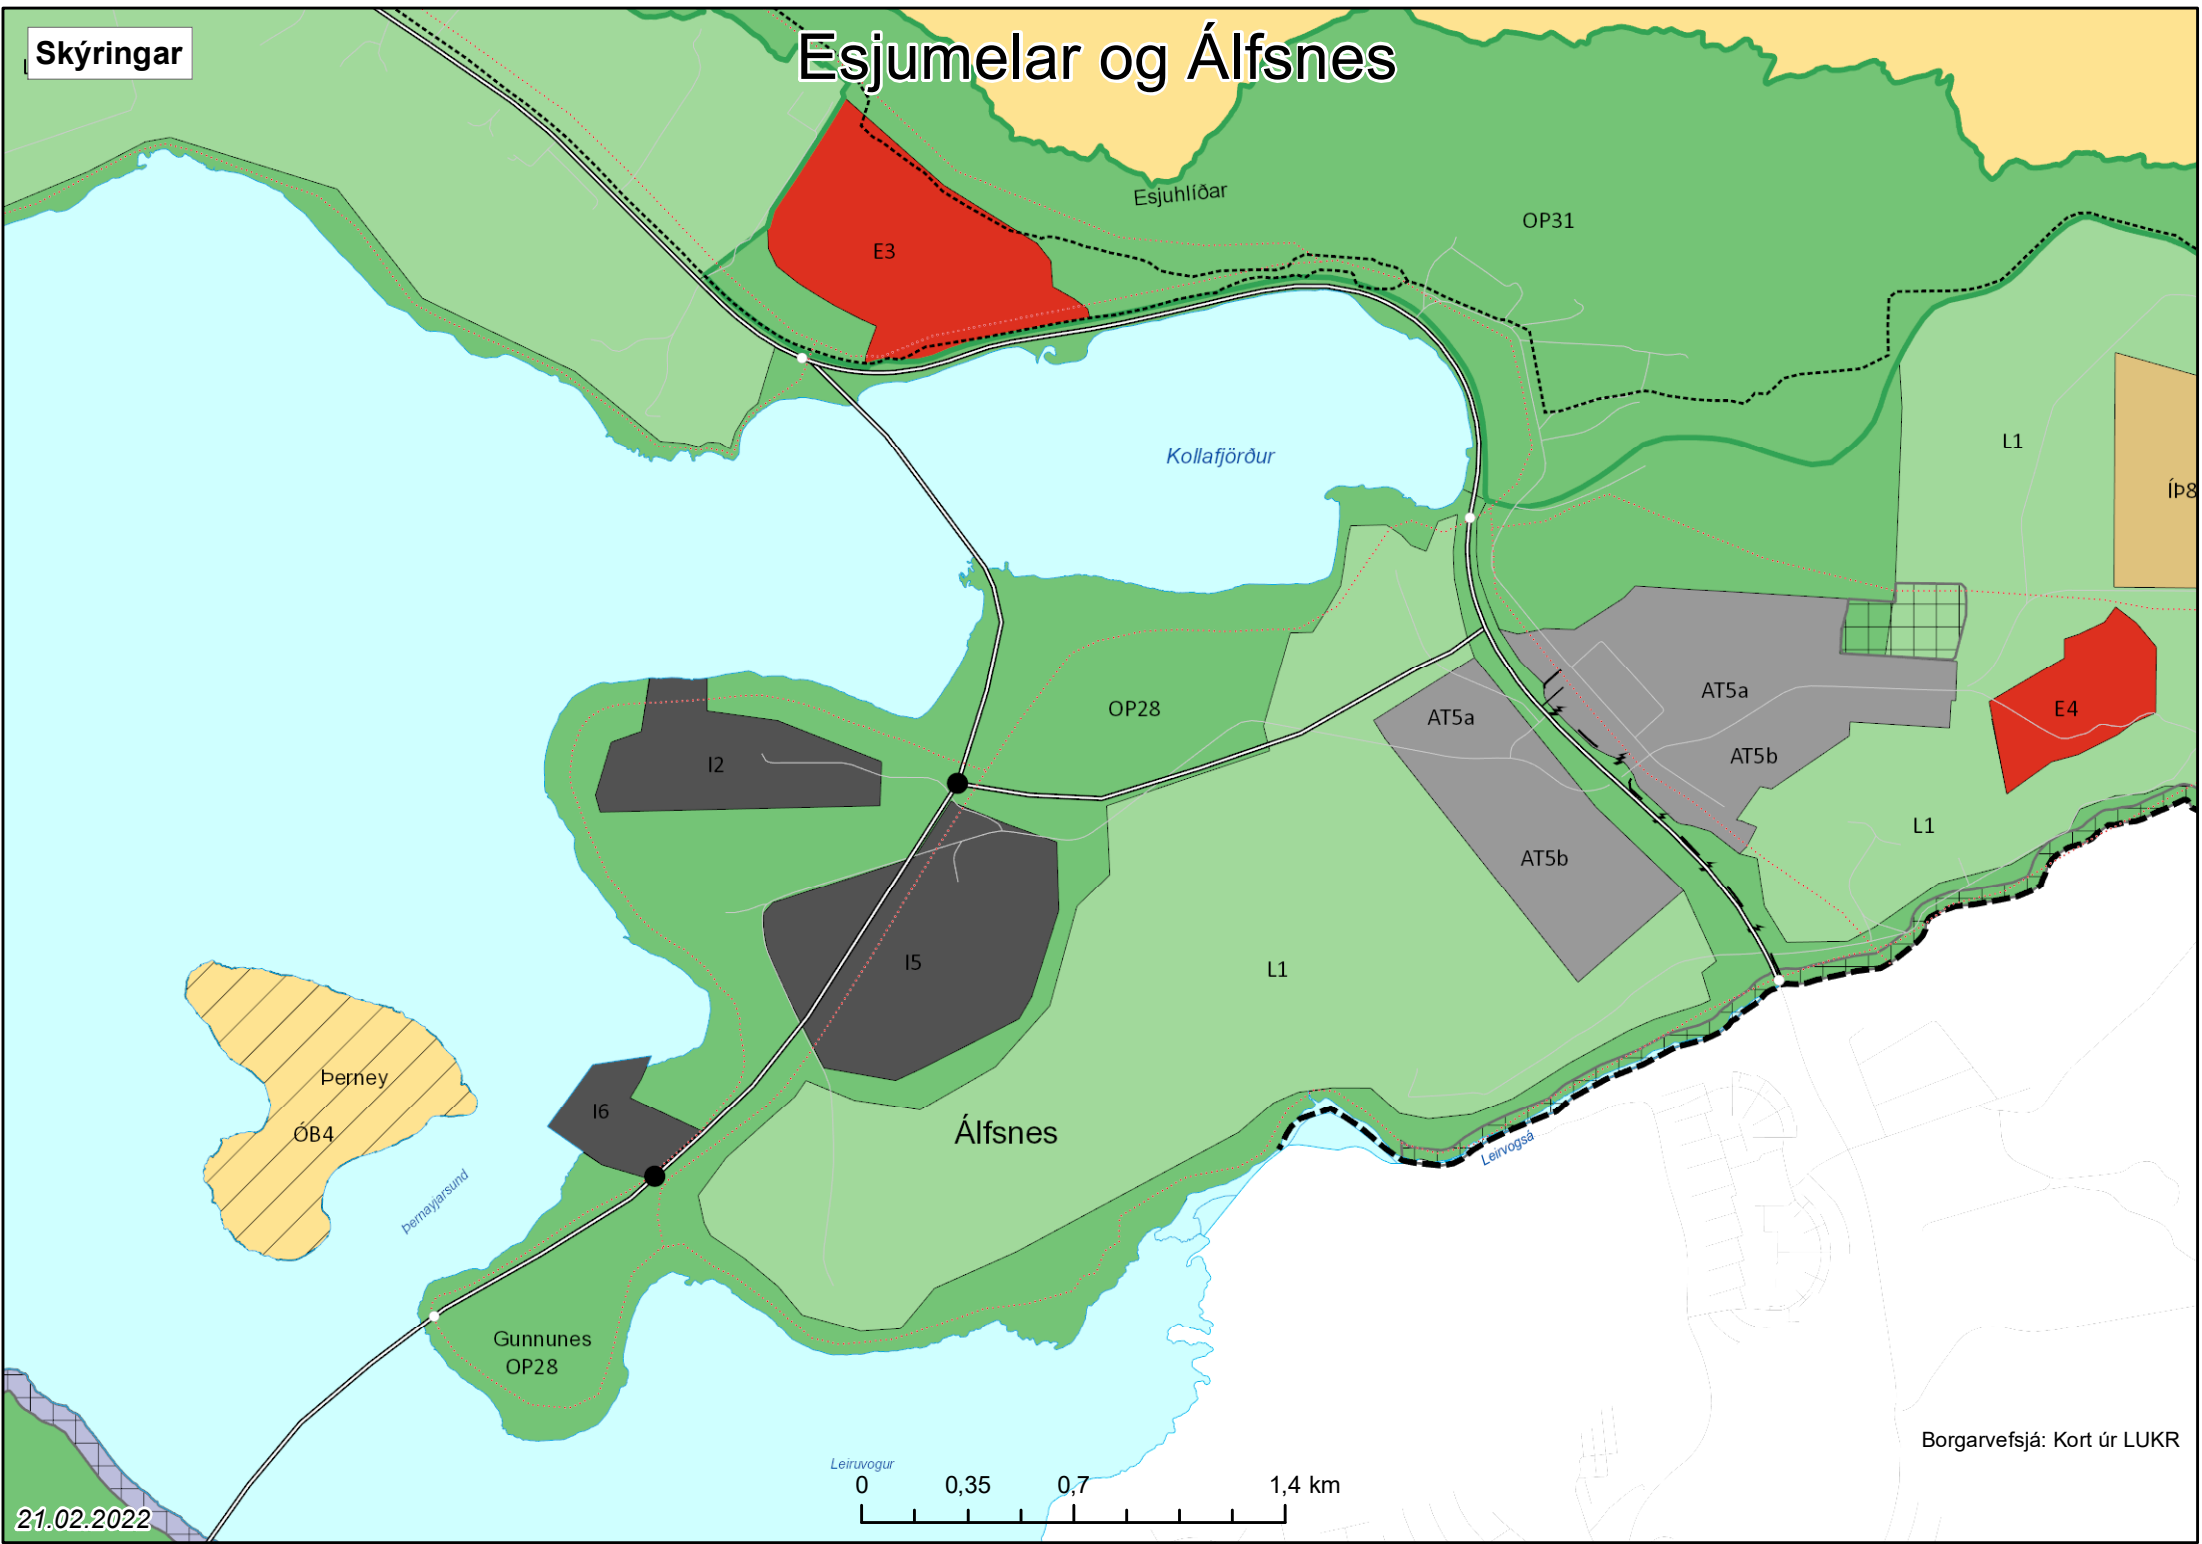 Skýringar
Esjumelar og Álfsnes
Esjuhlíðar
OP31
E3
L1
ÍÞ8
Kollafjörður
AT5a
E4
OP28
AT5a
I2
AT5b
L1
AT5b
I5
L1
Þerney
I6
ÓB4
Álfsnes
Leirvogsá
Þernayjarsund
Gunnunes
OP28
Borgarvefsjá: Kort úr LUKR
Leiruvogur
0 0,35 0,7 1,4 km
21.02.2022